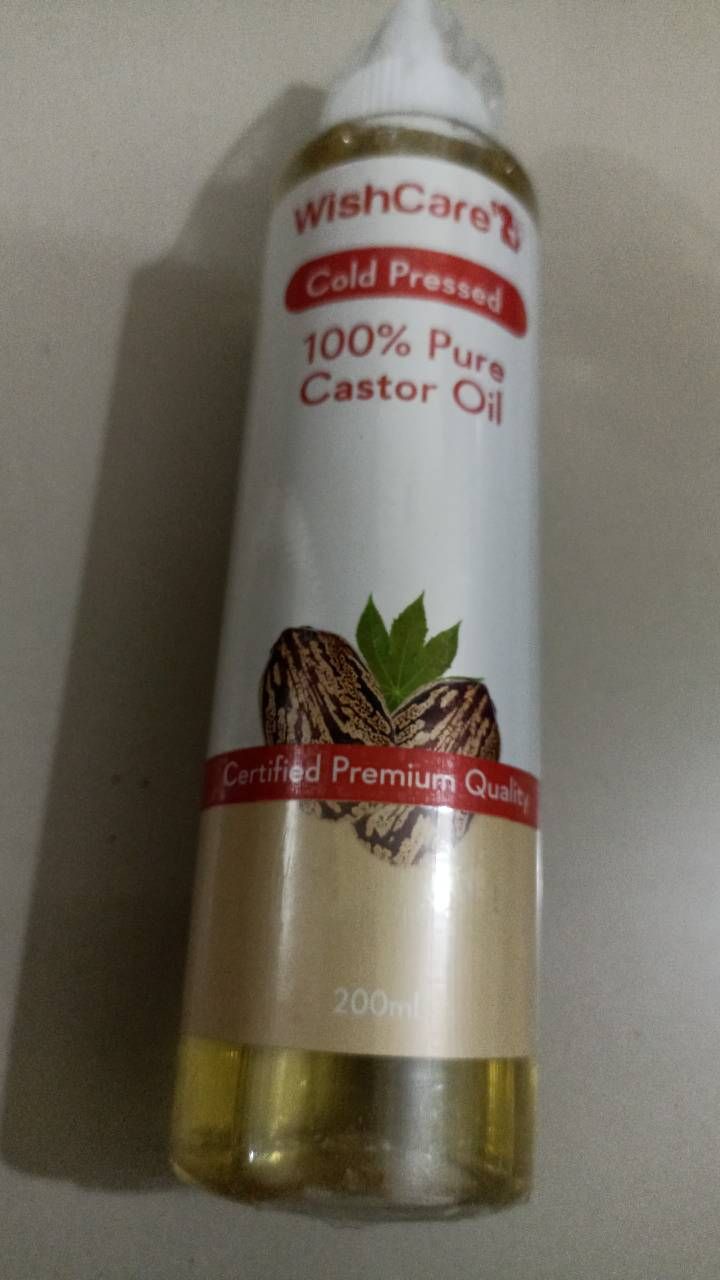 WishCare
Cold Pressed
100% Pure
Castor Oil
Certified Premium Quality
200mL